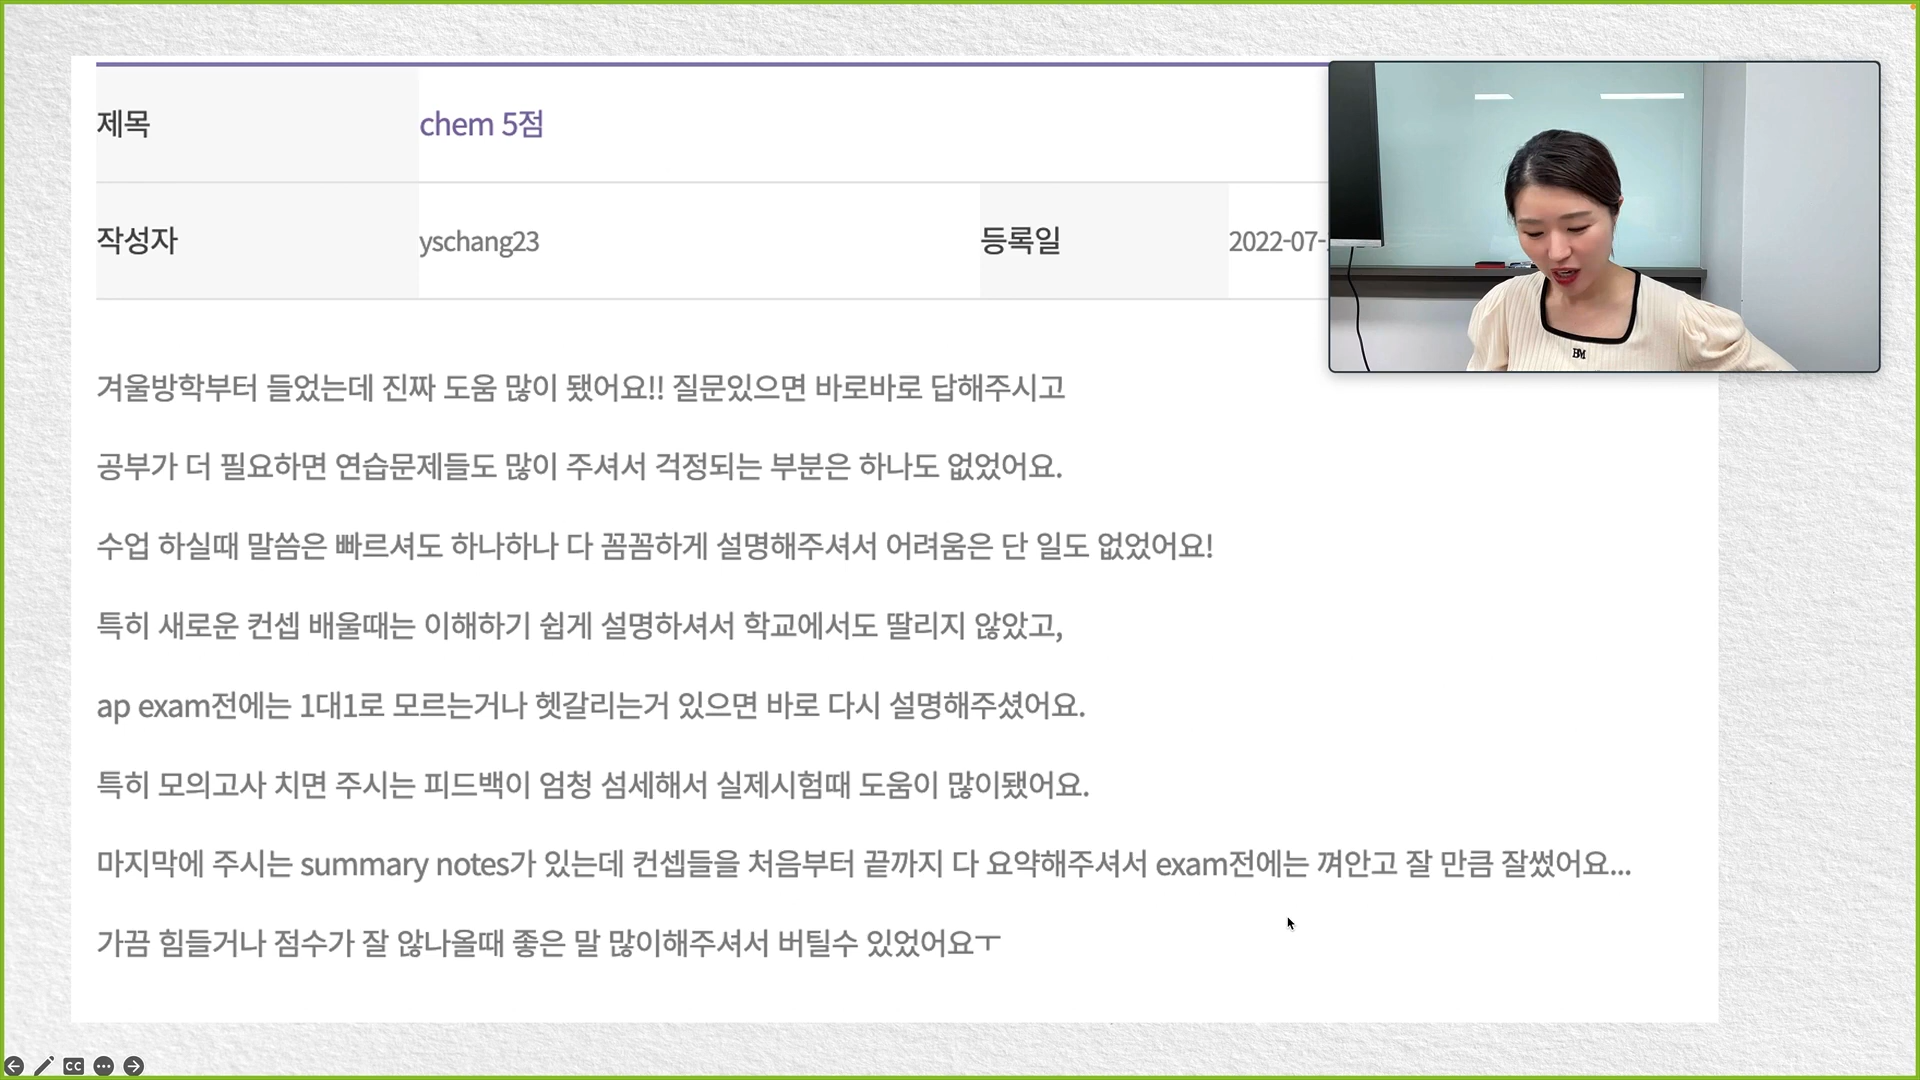 제목
chem 5점
작성자
yschang23
등록일
2022-07-
겨울방학부터 들었는데 진짜 도움 많이 됐어요!! 질문있으면 바로바로 답해주시고
공부가 더 필요하면 연습문제들도 많이 주셔서 걱정되는 부분은 하나도 없었어요.
수업 하실때 말씀은 빠르셔도 하나하나 다 꼼꼼하게 설명해주셔서 어려움은 단 일도 없었어요!
특히 새로운 컨셉 배울때는 이해하기 쉽게 설명하셔서 학교에서도 딸리지 않았고,
ap exam전에는 1대1로 모르는거나 헷갈리는거 있으면 바로 다시 설명해주셨어요.
특히 모의고사 치면 주시는 피드백이 엄청 섬세해서 실제시험때 도움이 많이됐어요.
마지막에 주시는 summary notes가 있는데 컨셉들을 처음부터 끝까지 다 요약해주셔서 exam전에는 껴안고 잘 만큼 잘썼어요...
가끔 힘들거나 점수가 잘 않나올때 좋은 말 많이해주셔서 버틸수 있었어요ㅜ
BM
CC